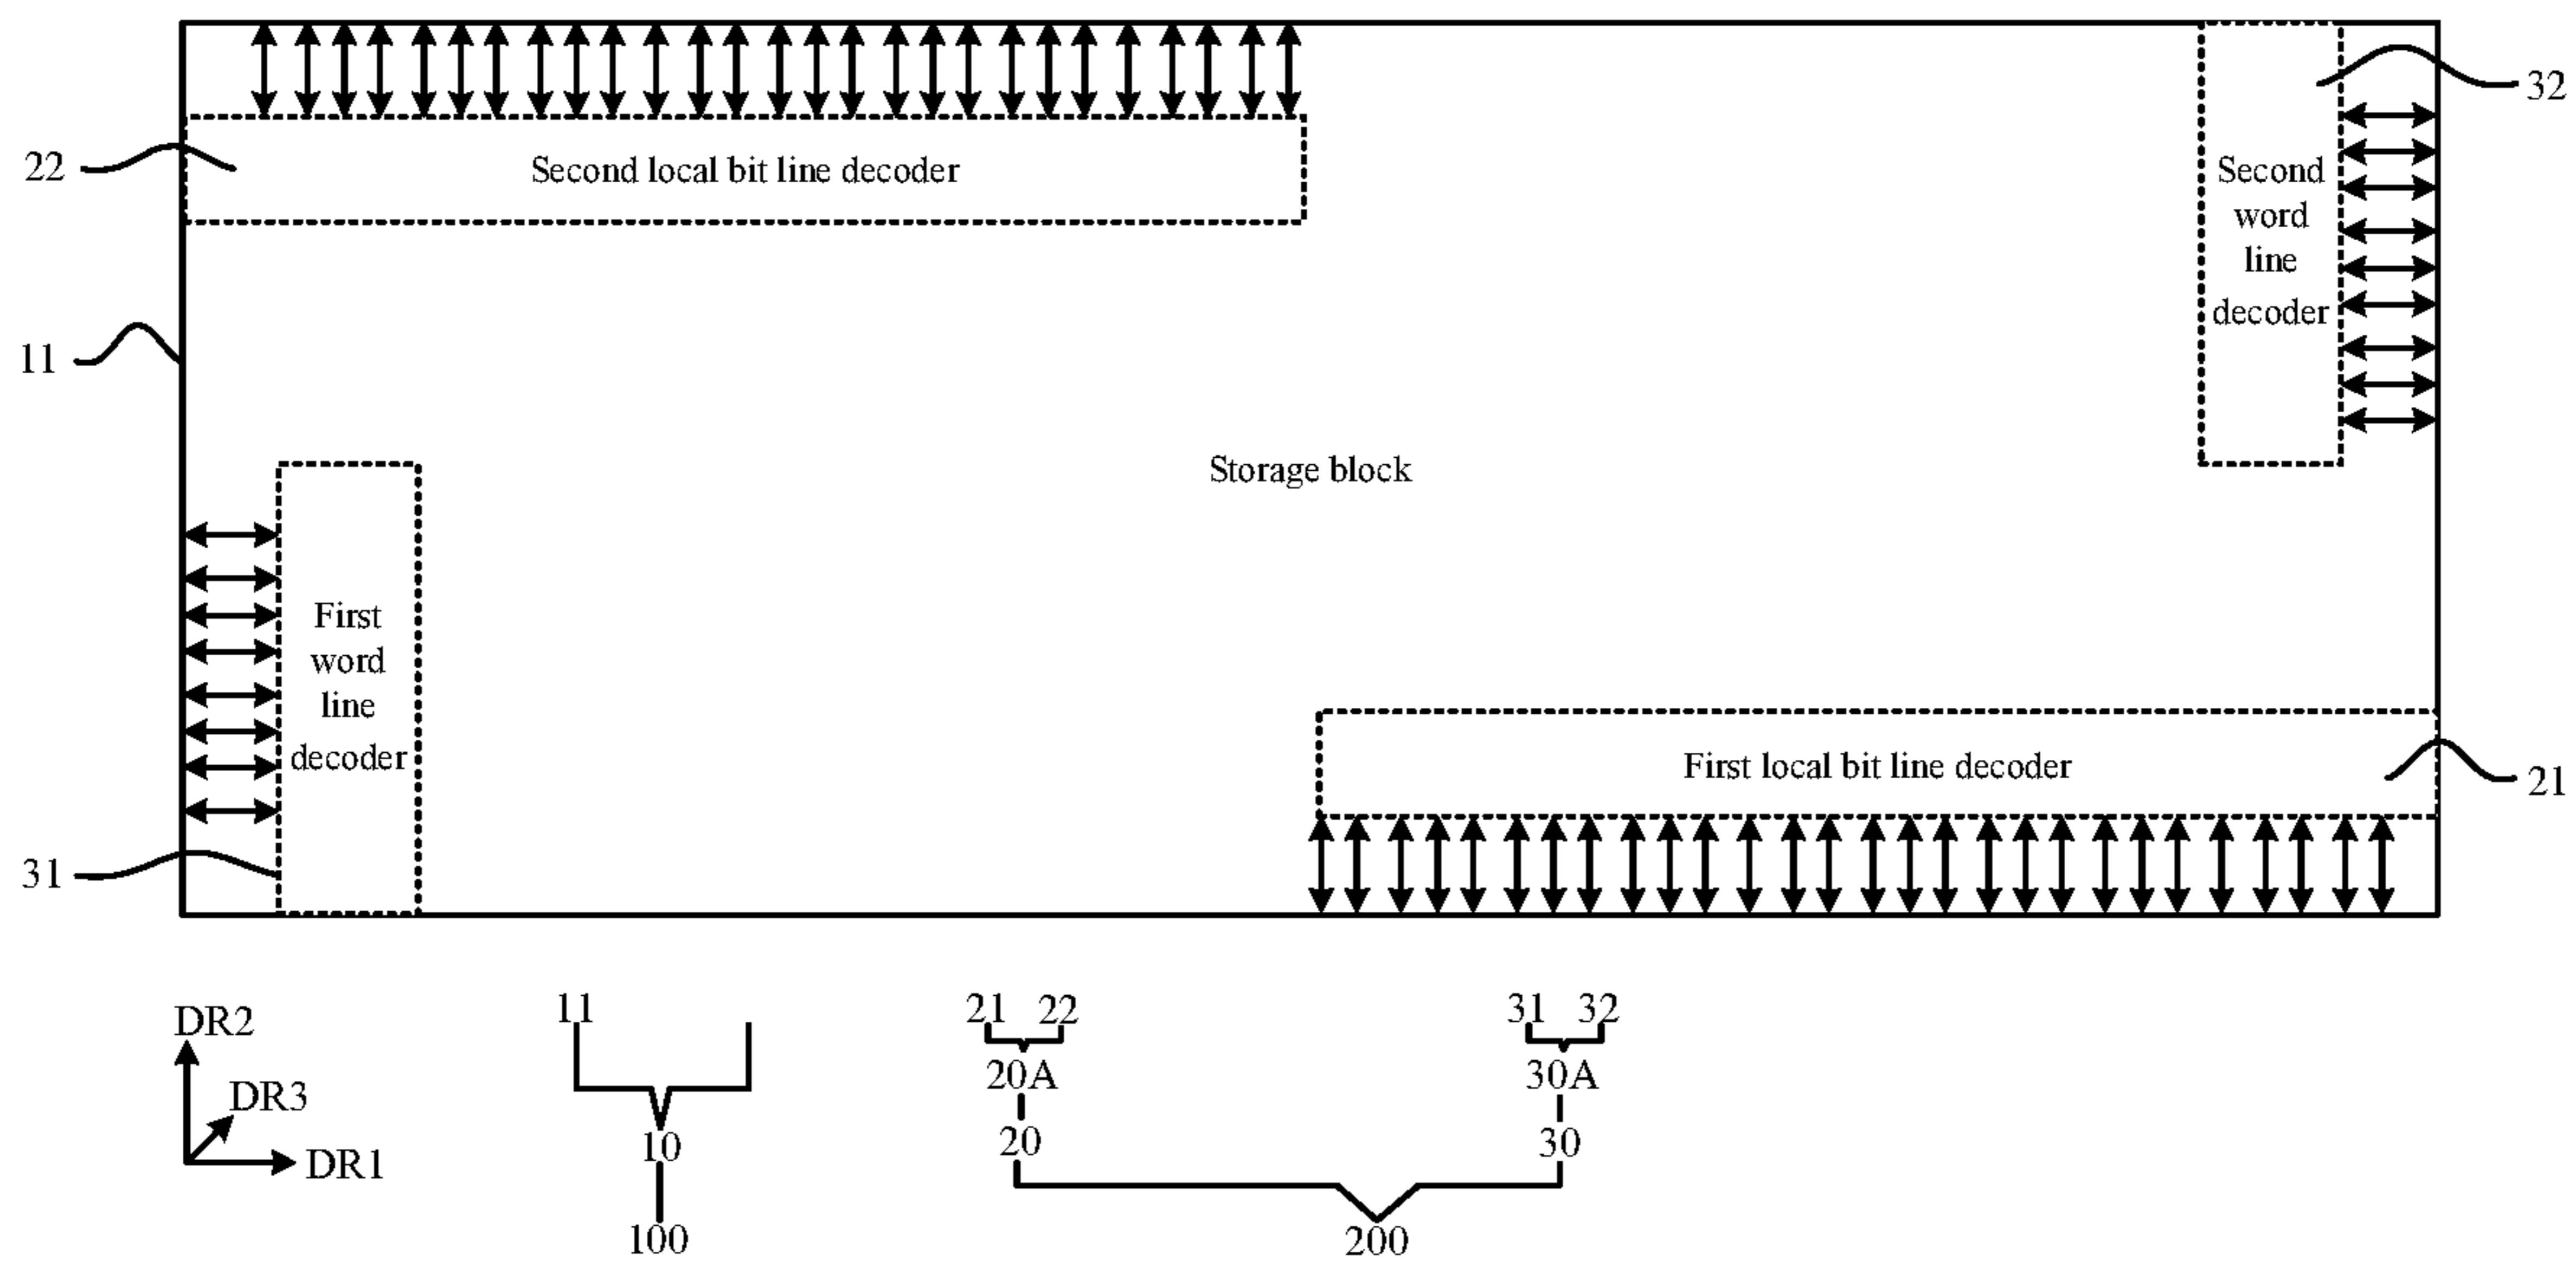 32
22
Second local bit line decoder
Second
word
line
decoder
11
Storage block
First
word
line
decoder
First local bit line decoder
21
31
DR2
DR3
DR1
11
10
100
21 22
20A
20
31 32
30A
30
200